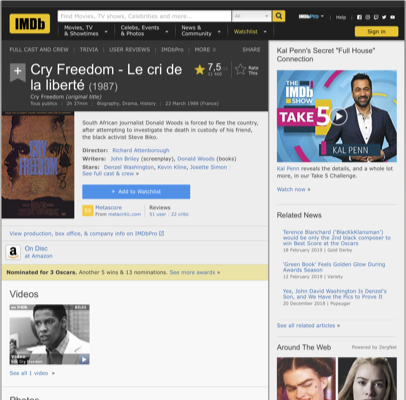 IMDb
Find Movies, TV shows, Celebrities and more...
All
IMDbPro
Help
Movies, TV & Showtimes
Celebs, Events & Photos
News & Community
Watchlist
Sign in
FULL CAST AND CREW | TRIVIA | USER REVIEWS | IMDbPro | MORE
SHARE
Cry Freedom - Le cri de
la liberté (1987)
Cry Freedom (original title)
Tous publics | 2h 37min | Biography, Drama, History | 23 March 1988 (France)
7,5
Rate
This
CRY
FREEDOM
South African journalist Donald Woods is forced to flee the country,
after attempting to investigate the death in custody of his friend,
the black activist Steve Biko.
Director: Richard Attenborough
Writers: John Briley (screenplay), Donald Woods (books)
Stars: Denzel Washington, Kevin Kline, Josette Simon |
See full cast & crew »
+ Add to Watchlist
Metascore
From metacritic.com
Reviews
51 user | 22 critic
View production, box office, & company info on IMDbPro
On Disc
at Amazon
Nominated for 3 Oscars. Another 5 wins & 13 nominations. See more awards »
Videos
Video
See all 1 video »
Photos
Kal Penn's Secret "Full House"
Connection
THE
IMDb
SHOW
TAKE 5
KAL PENN
Kal Penn reveals the details, and a whole lot
more, in our Take 5 Challenge.
Watch now »
Related News
Terence Blanchard ('BlacKkKlansman')
would be only the 2nd black composer to
win Best Score at the Oscars
18 February 2019 | Gold Derby
'Green Book' Feels Golden Glow During
Awards Season
12 February 2019 | Variety
Yes, John David Washington Is Denzel's
Son, and We Have the Pics to Prove It
20 December 2018 | Popsugar
See all related articles »
Around The Web
Powered by ZergNet